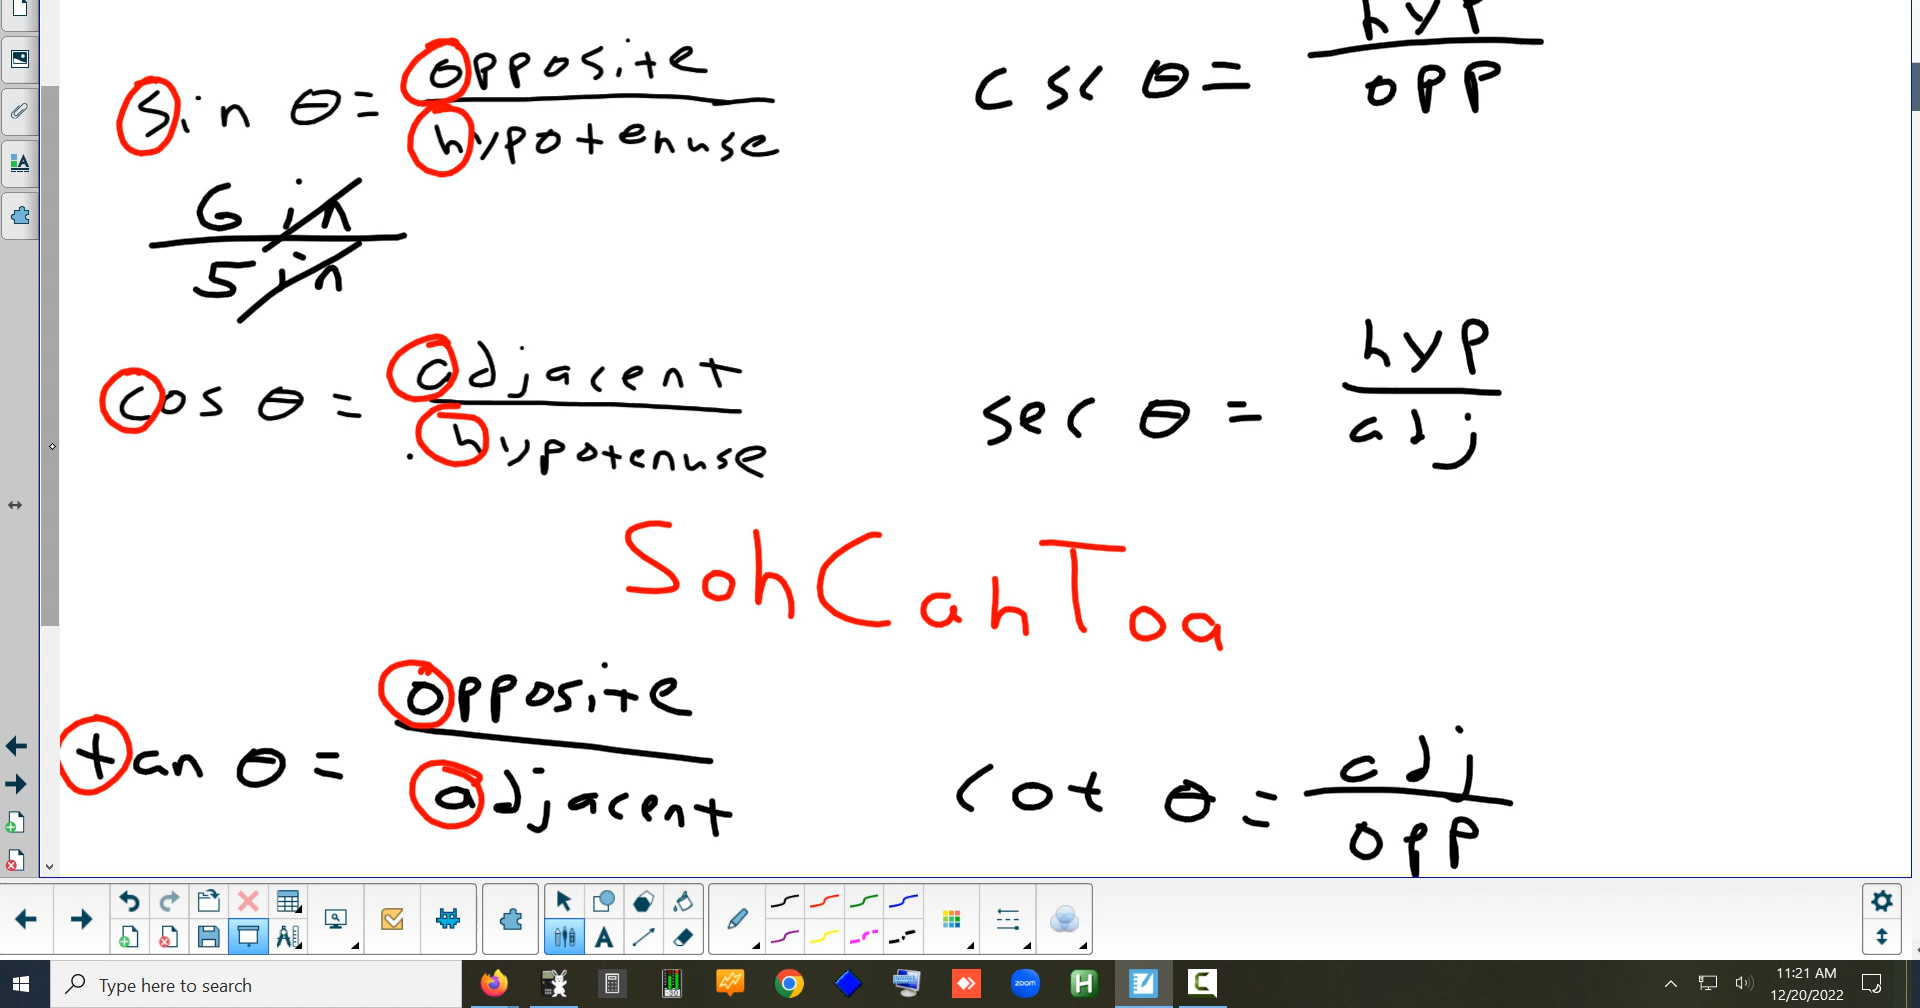 sin θ = opposite / hypotenuse
csc θ = hyp / opp
6 in / 5 in
cos θ = adjacent / hypotenuse
sec θ = hyp / adj
SohCahToa
tan θ = opposite / adjacent
cot θ = adj / opp
A
A
zoom
H
C
Type here to search
11:21 AM
12/20/2022